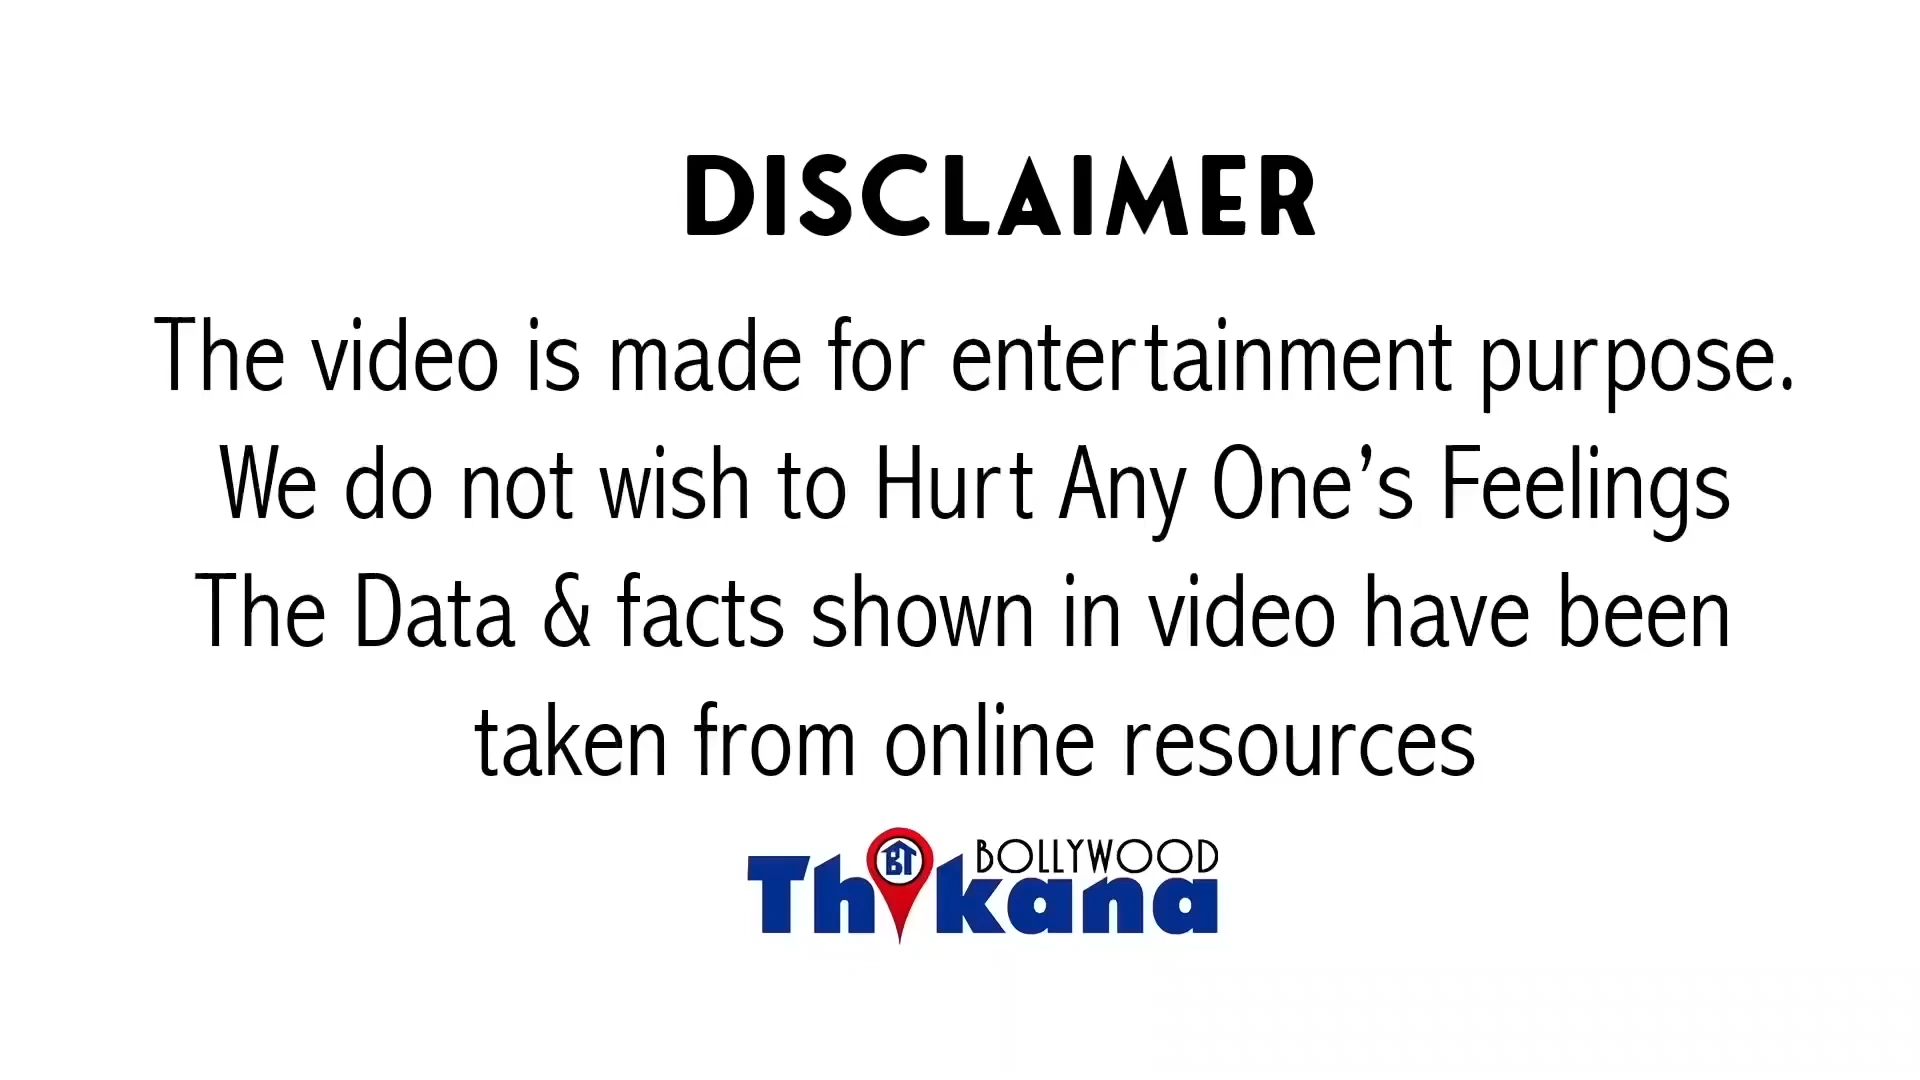 DISCLAIMER
The video is made for entertainment purpose.
We do not wish to Hurt Any One’s Feelings
The Data & facts shown in video have been
taken from online resources
BOLLYWOOD
BT
Thikana